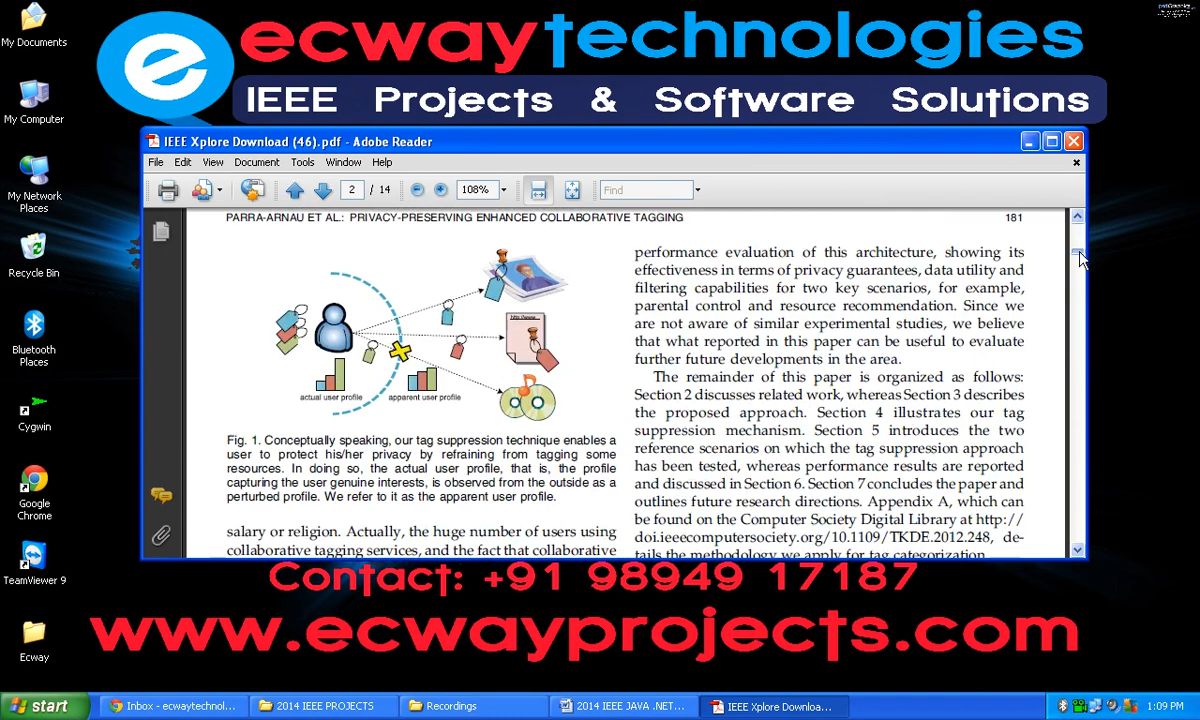 My Documents
My Computer
My Network
Places
Recycle Bin
Bluetooth
Places
Cygwin
Google
Chrome
TeamViewer 9
Ecway
e ecway technologies
IEEE Projects & Software Solutions
IEEE Xplore Download (46).pdf - Adobe Reader
File Edit View Document Tools Window Help
2 / 14 108% Find
PARRA-ARNAU ET AL.: PRIVACY-PRESERVING ENHANCED COLLABORATIVE TAGGING 181
actual user profile apparent user profile
Fig. 1. Conceptually speaking, our tag suppression technique enables a
user to protect his/her privacy by refraining from tagging some
resources. In doing so, the actual user profile, that is, the profile
capturing the user genuine interests, is observed from the outside as a
perturbed profile. We refer to it as the apparent user profile.
salary or religion. Actually, the huge number of users using
collaborative tagging services, and the fact that collaborative
performance evaluation of this architecture, showing its
effectiveness in terms of privacy guarantees, data utility and
filtering capabilities for two key scenarios, for example,
parental control and resource recommendation. Since we
are not aware of similar experimental studies, we believe
that what reported in this paper can be useful to evaluate
further future developments in the area.
The remainder of this paper is organized as follows:
Section 2 discusses related work, whereas Section 3 describes
the proposed approach. Section 4 illustrates our tag
suppression mechanism. Section 5 introduces the two
reference scenarios on which the tag suppression approach
has been tested, whereas performance results are reported
and discussed in Section 6. Section 7 concludes the paper and
outlines future research directions. Appendix A, which can
be found on the Computer Society Digital Library at http://
doi.ieeecomputersociety.org/10.1109/TKDE.2012.248, de-
tails the methodology we apply for tag categorization.
Contact: +91 98949 17187
www.ecwayprojects.com
start Inbox - ecwaytechnol... 2014 IEEE PROJECTS Recordings 2014 IEEE JAVA .NET... IEEE Xplore Downloa... 1:09 PM